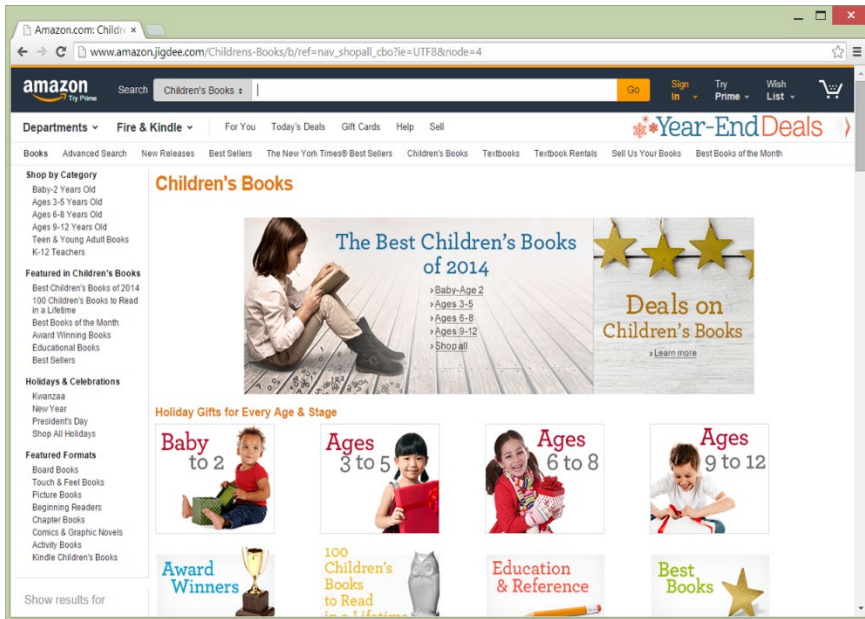 Amazon.com: Childr
www.amazon.jigdee.com/Childrens-Books/b/ref=nav_shopall_cbo?ie=UTF8&node=4
amazon
Try Prime
Search
Children's Books
Go
Sign in
Try Prime
Wish List
Departments
Fire & Kindle
For You
Today's Deals
Gift Cards
Help
Sell
Year-End Deals
Books
Advanced Search
New Releases
Best Sellers
The New York Times® Best Sellers
Children's Books
Textbooks
Textbook Rentals
Sell Us Your Books
Best Books of the Month
Shop by Category
Baby-2 Years Old
Ages 3-5 Years Old
Ages 6-8 Years Old
Ages 9-12 Years Old
Teen & Young Adult Books
K-12 Teachers
Featured in Children's Books
Best Children's Books of 2014
100 Children's Books to Read
in a Lifetime
Best Books of the Month
Award Winning Books
Educational Books
Best Sellers
Holidays & Celebrations
Kwanzaa
New Year
President's Day
Shop All Holidays
Featured Formats
Board Books
Touch & Feel Books
Picture Books
Beginning Readers
Chapter Books
Comics & Graphic Novels
Activity Books
Kindle Children's Books
Show results for
Children's Books
The Best Children's Books
of 2014
Baby-Age 2
Ages 3-5
Ages 6-8
Ages 9-12
Shop all
Deals on
Children's Books
Learn more
Holiday Gifts for Every Age & Stage
Baby
to 2
Ages
3 to 5
Ages
6 to 8
Ages
9 to 12
Award
Winners
100
Children's
Books
to Read
in a Lifetime
Education
& Reference
Best
Books